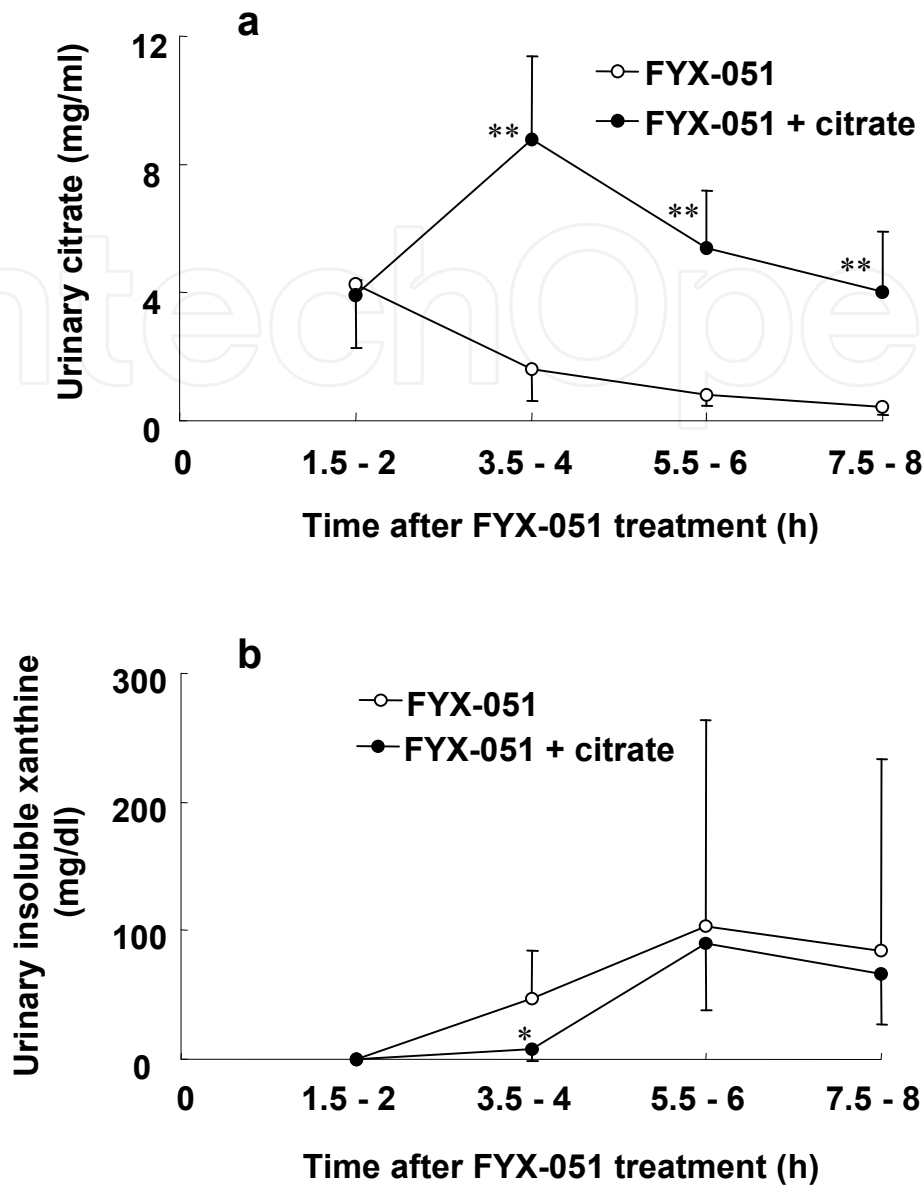 a
Urinary citrate (mg/ml)
12
8
4
0
FYX-051
FYX-051 + citrate
**
**
**
0 1.5 - 2 3.5 - 4 5.5 - 6 7.5 - 8
Time after FYX-051 treatment (h)
b
Urinary insoluble xanthine
(mg/dl)
300
200
100
0
FYX-051
FYX-051 + citrate
*
0 1.5 - 2 3.5 - 4 5.5 - 6 7.5 - 8
Time after FYX-051 treatment (h)
ntechOpe